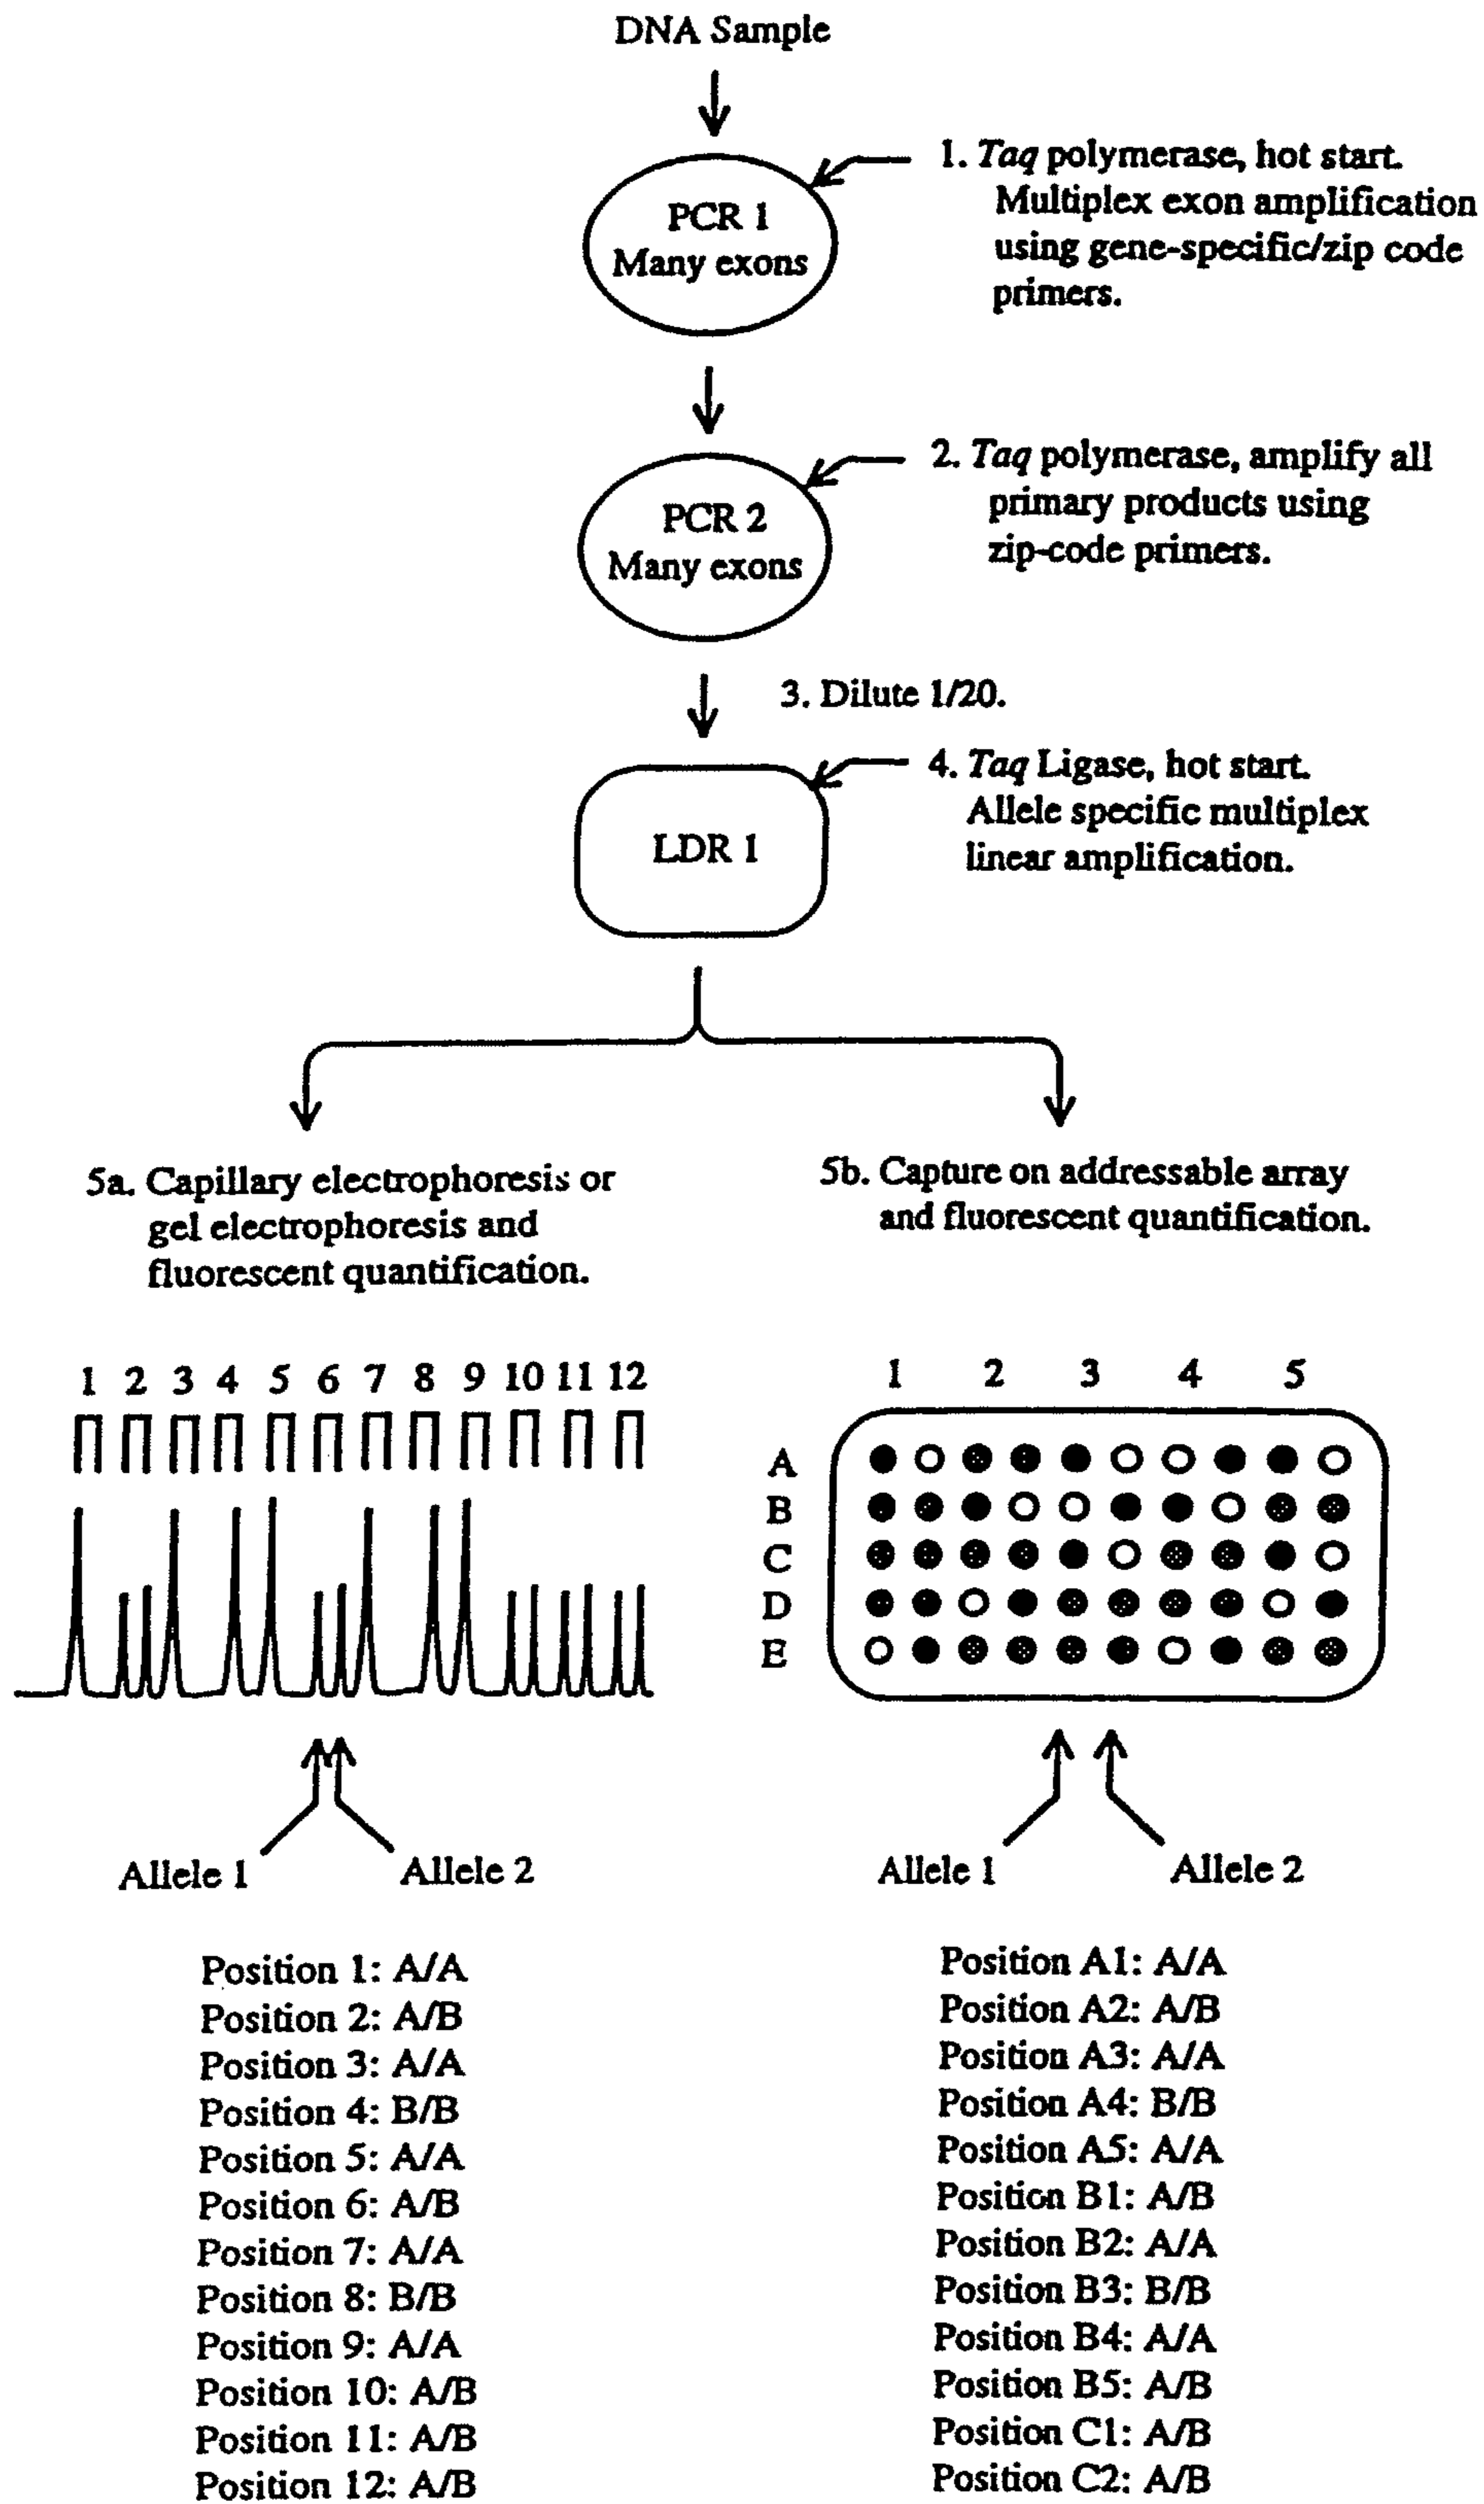 DNA Sample
PCR 1
Many exons
1. Taq polymerase, hot start.
Multiplex exon amplification
using gene-specific/zip code
primers.
PCR 2
Many exons
2. Taq polymerase, amplify all
primary products using
zip-code primers.
3. Dilute 1/20.
LDR 1
4. Taq Ligase, hot start.
Allele specific multiplex
linear amplification.
5a. Capillary electrophoresis or
gel electrophoresis and
fluorescent quantification.
1 2 3 4 5 6 7 8 9 10 11 12
Allele 1 Allele 2
Position 1: A/A
Position 2: A/B
Position 3: A/A
Position 4: B/B
Position 5: A/A
Position 6: A/B
Position 7: A/A
Position 8: B/B
Position 9: A/A
Position 10: A/B
Position 11: A/B
Position 12: A/B
5b. Capture on addressable array
and fluorescent quantification.
1 2 3 4 5
A
B
C
D
E
Allele 1 Allele 2
Position A1: A/A
Position A2: A/B
Position A3: A/A
Position A4: B/B
Position A5: A/A
Position B1: A/B
Position B2: A/A
Position B3: B/B
Position B4: A/A
Position B5: A/B
Position C1: A/B
Position C2: A/B